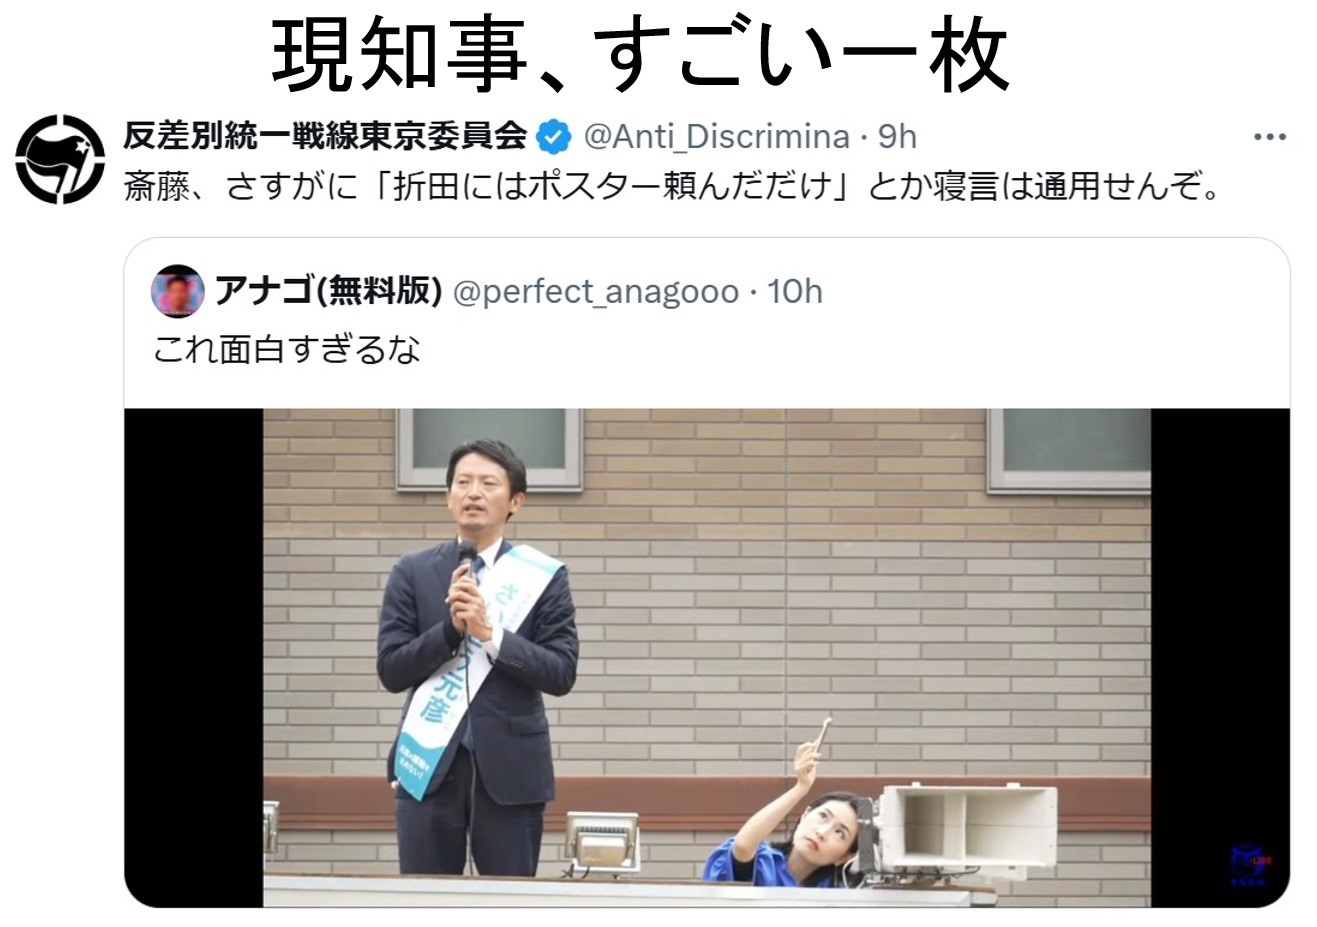 現知事、すごい一枚
反差別統一戦線東京委員会 @Anti_Discrimina · 9h
斎藤、さすがに「折田にはポスター頼んだだけ」とか寝言は通用せんぞ。
アナゴ(無料版) @perfect_anagooo · 10h
これ面白すぎるな
さいとう元彦